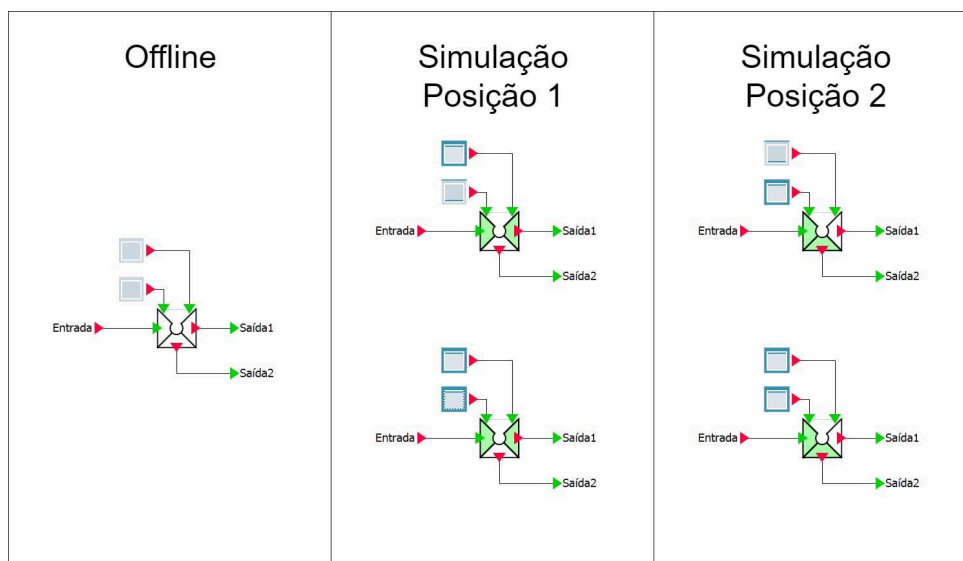 Offline
Simulação
Posição 1
Simulação
Posição 2
Entrada
Saída1
Saída2
Entrada
Saída1
Saída2
Entrada
Saída1
Saída2
Entrada
Saída1
Saída2
Entrada
Saída1
Saída2